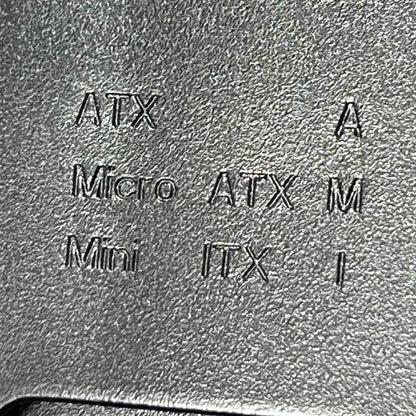 ATX A
Micro ATX M
Mini ITX I